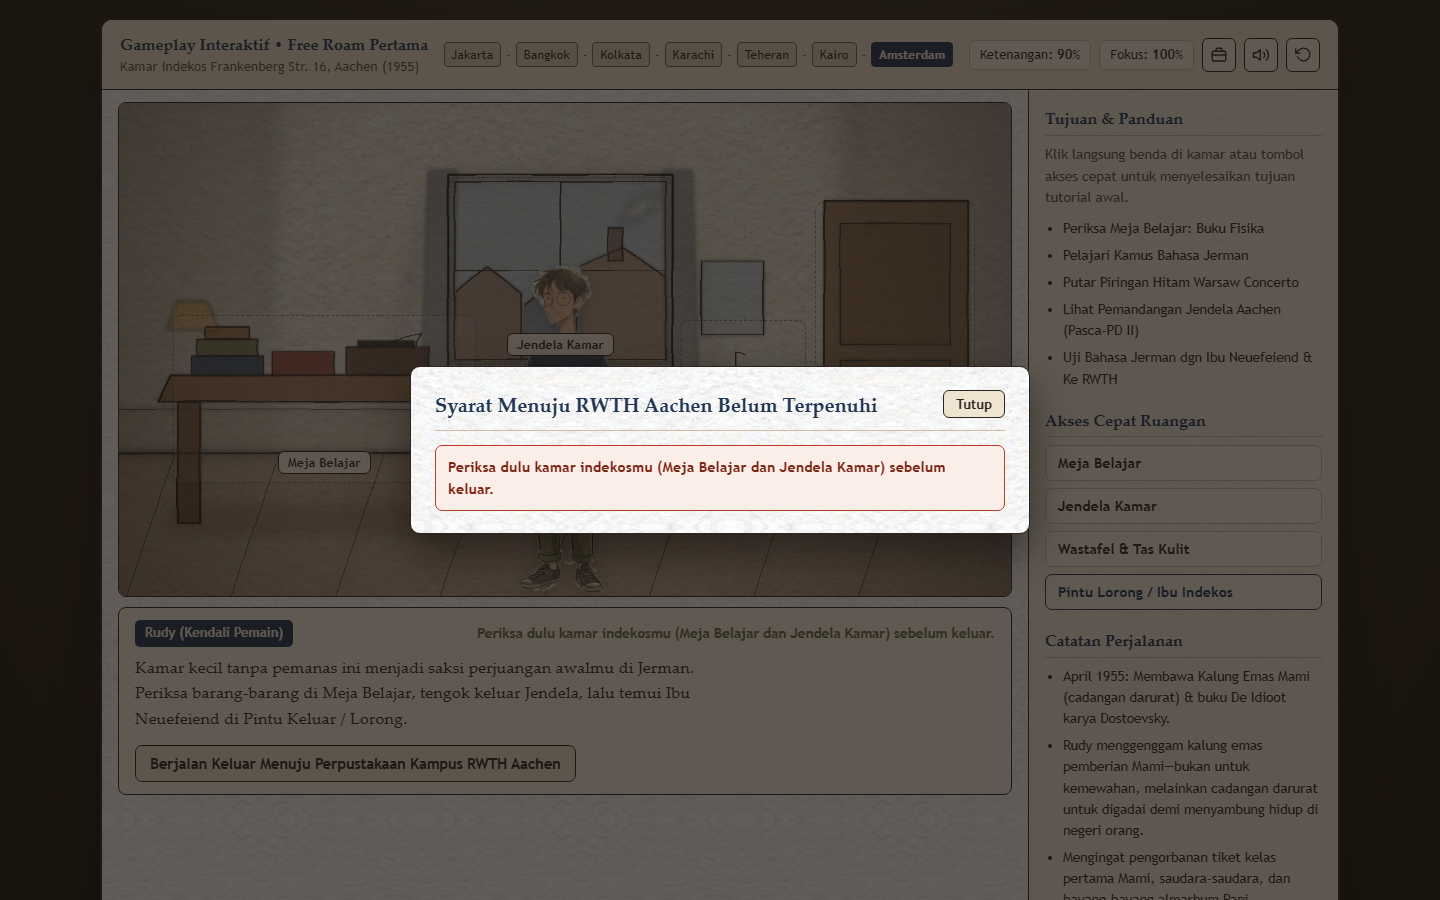 Gameplay Interaktif • Free Roam Pertama
Kamar Indekos Frankenberg Str. 16, Aachen (1955)
Jakarta - Bangkok - Kolkata - Karachi - Teheran - Kairo - Amsterdam
Ketenangan: 90%
Fokus: 100%
Jendela Kamar
Meja Belajar
Syarat Menuju RWTH Aachen Belum Terpenuhi
Tutup
Periksa dulu kamar indekosmu (Meja Belajar dan Jendela Kamar) sebelum
keluar.
Rudy (Kendali Pemain)
Periksa dulu kamar indekosmu (Meja Belajar dan Jendela Kamar) sebelum keluar.
Kamar kecil tanpa pemanas ini menjadi saksi perjuangan awalmu di Jerman.
Periksa barang-barang di Meja Belajar, tengok keluar Jendela, lalu temui Ibu
Neuefeiend di Pintu Keluar / Lorong.
Berjalan Keluar Menuju Perpustakaan Kampus RWTH Aachen
Tujuan & Panduan
Klik langsung benda di kamar atau tombol
akses cepat untuk menyelesaikan tujuan
tutorial awal.
• Periksa Meja Belajar: Buku Fisika
• Pelajari Kamus Bahasa Jerman
• Putar Piringan Hitam Warsaw Concerto
• Lihat Pemandangan Jendela Aachen
(Pasca-PD II)
• Uji Bahasa Jerman dgn Ibu Neuefeiend &
Ke RWTH
Akses Cepat Ruangan
Meja Belajar
Jendela Kamar
Wastafel & Tas Kulit
Pintu Lorong / Ibu Indekos
Catatan Perjalanan
• April 1955: Membawa Kalung Emas Mami
(cadangan darurat) & buku De Idioot
karya Dostoevsky.
• Rudy menggenggam kalung emas
pemberian Mami—bukan untuk
kemewahan, melainkan cadangan darurat
untuk digadai demi menyambung hidup di
negeri orang.
• Mengingat pengorbanan tiket kelas
pertama Mami, saudara-saudara, dan
bayang-bayang almarhum Papi